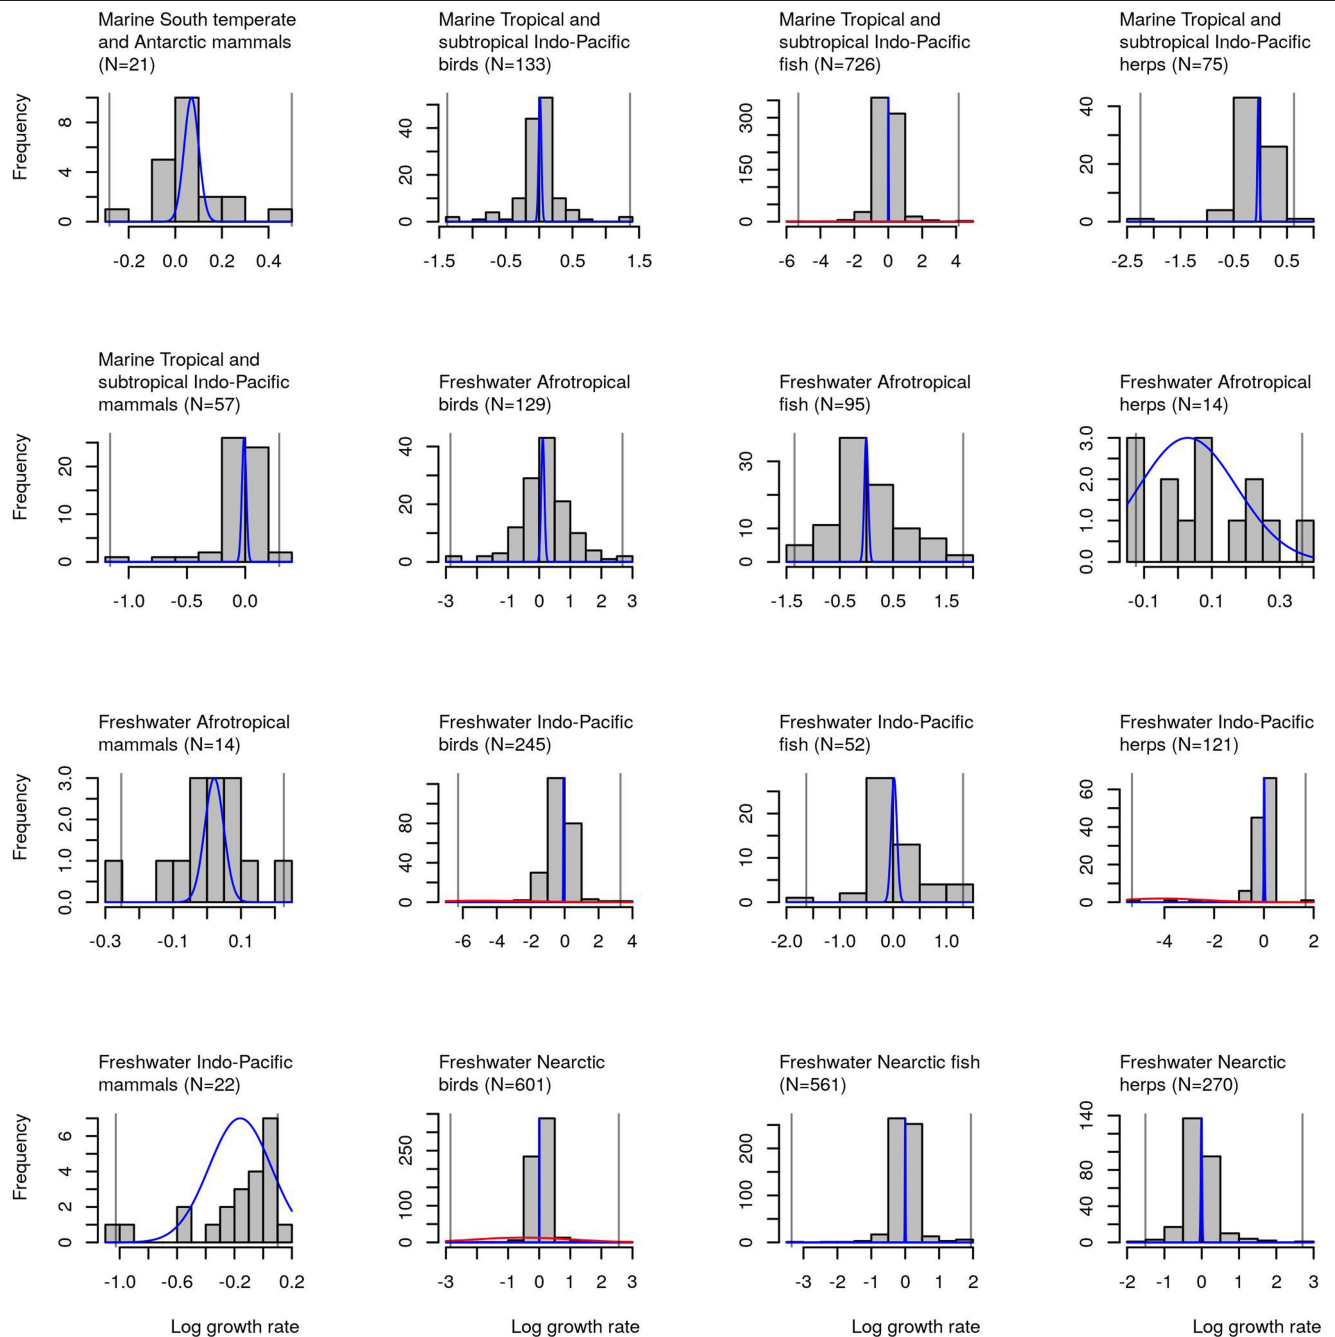 Marine South temperate
and Antarctic mammals
(N=21)
Marine Tropical and
subtropical Indo-Pacific
birds (N=133)
Marine Tropical and
subtropical Indo-Pacific
fish (N=726)
Marine Tropical and
subtropical Indo-Pacific
herps (N=75)
Frequency
0 4 8
-0.2 0.0 0.2 0.4
0 20 40
-1.5 -0.5 0.5 1.5
0 150 300
-6 -4 -2 0 2 4
0 20 40
-2.5 -1.5 -0.5 0.5
Marine Tropical and
subtropical Indo-Pacific
mammals (N=57)
Freshwater Afrotropical
birds (N=129)
Freshwater Afrotropical
fish (N=95)
Freshwater Afrotropical
herps (N=14)
Frequency
0 10 20
-1.0 -0.5 0.0
0 20 40
-3 -1 0 1 2 3
0 10 30
-1.5 -0.5 0.5 1.5
0.0 1.0 2.0 3.0
-0.1 0.1 0.3
Freshwater Afrotropical
mammals (N=14)
Freshwater Indo-Pacific
birds (N=245)
Freshwater Indo-Pacific
fish (N=52)
Freshwater Indo-Pacific
herps (N=121)
Frequency
0.0 1.0 2.0 3.0
-0.3 -0.1 0.1
0 40 80
-6 -4 -2 0 2 4
0 10 20
-2.0 -1.0 0.0 1.0
0 20 40 60
-4 -2 0 2
Freshwater Indo-Pacific
mammals (N=22)
Freshwater Nearctic
birds (N=601)
Freshwater Nearctic fish
(N=561)
Freshwater Nearctic
herps (N=270)
Frequency
0 2 4 6
-1.0 -0.6 -0.2 0.2
0 100 250
-3 -1 0 1 2 3
0 100 200
-3 -2 -1 0 1 2
0 40 80 140
-2 -1 0 1 2 3
Log growth rate
Log growth rate
Log growth rate
Log growth rate